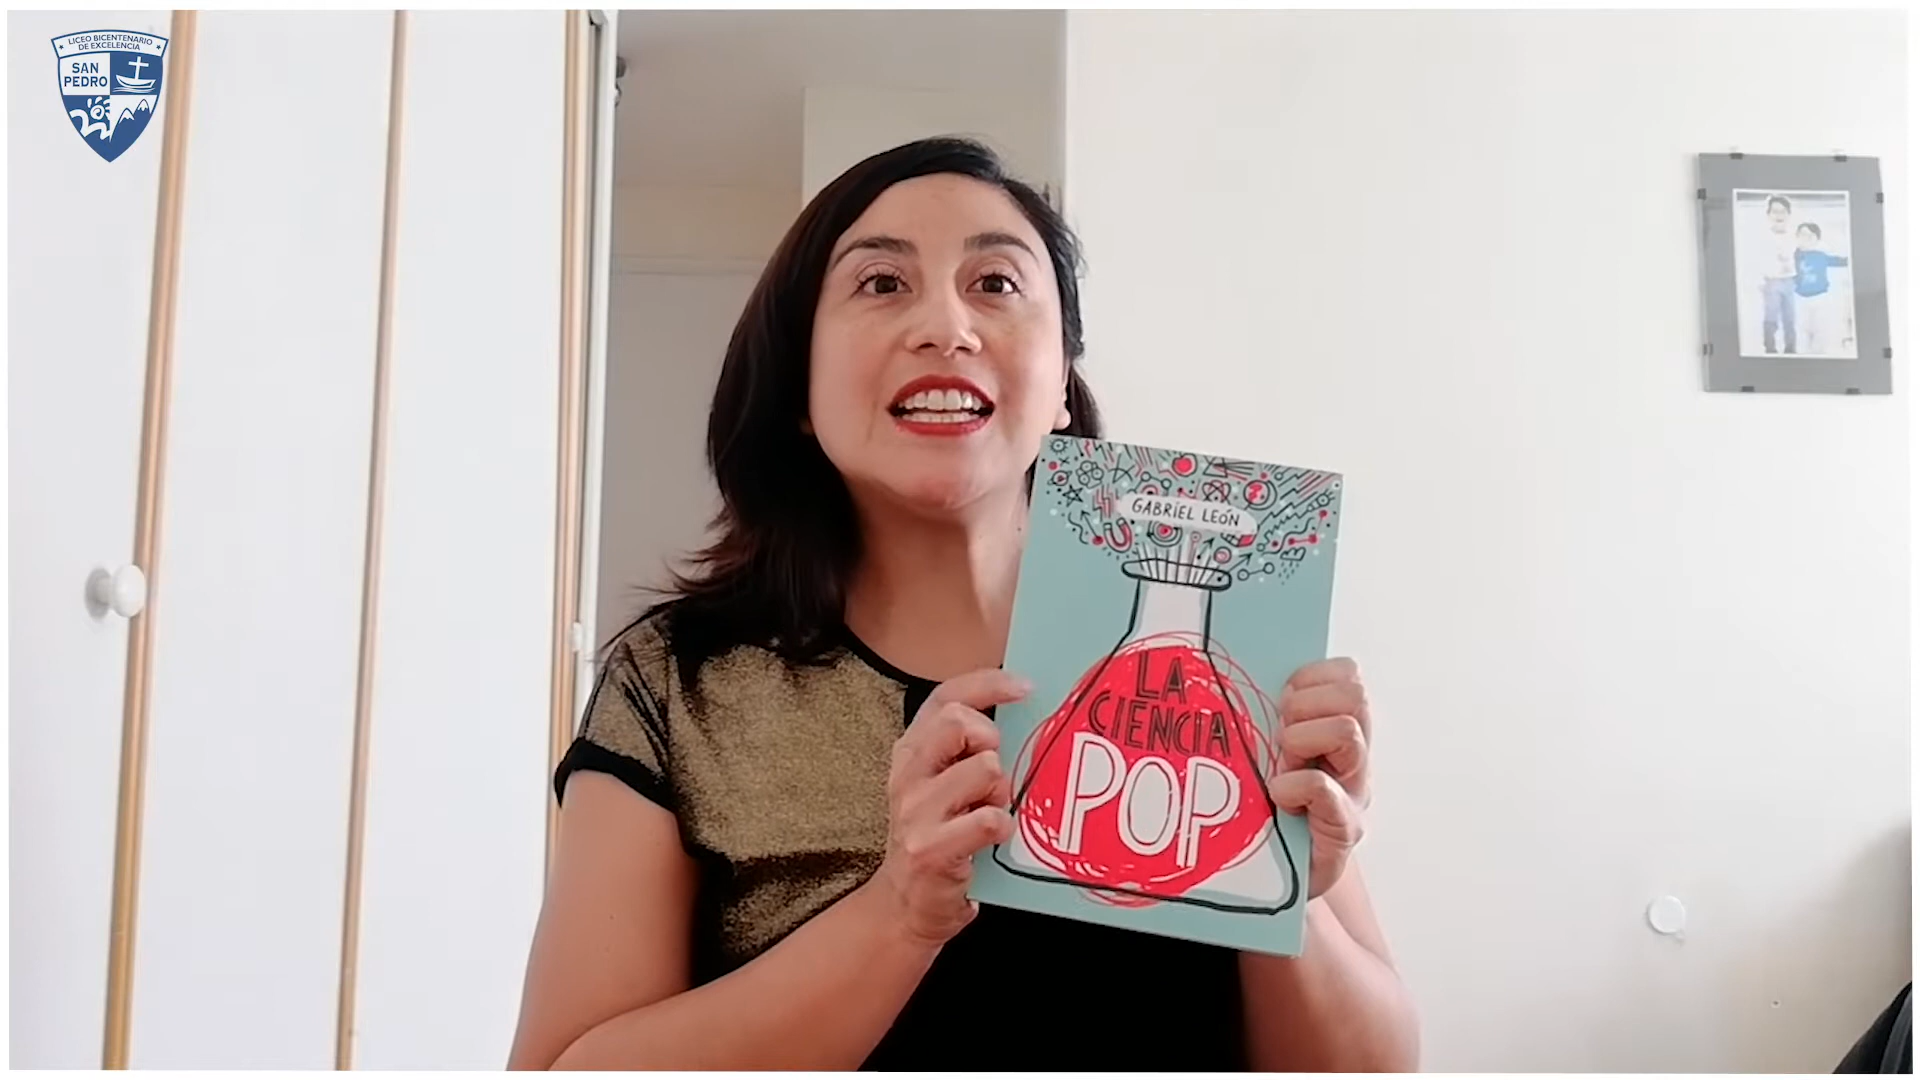 LICEO BICENTENARIO
DE EXCELENCIA
SAN
PEDRO
GABRIEL LEÓN
LA
CIENCIA
POP